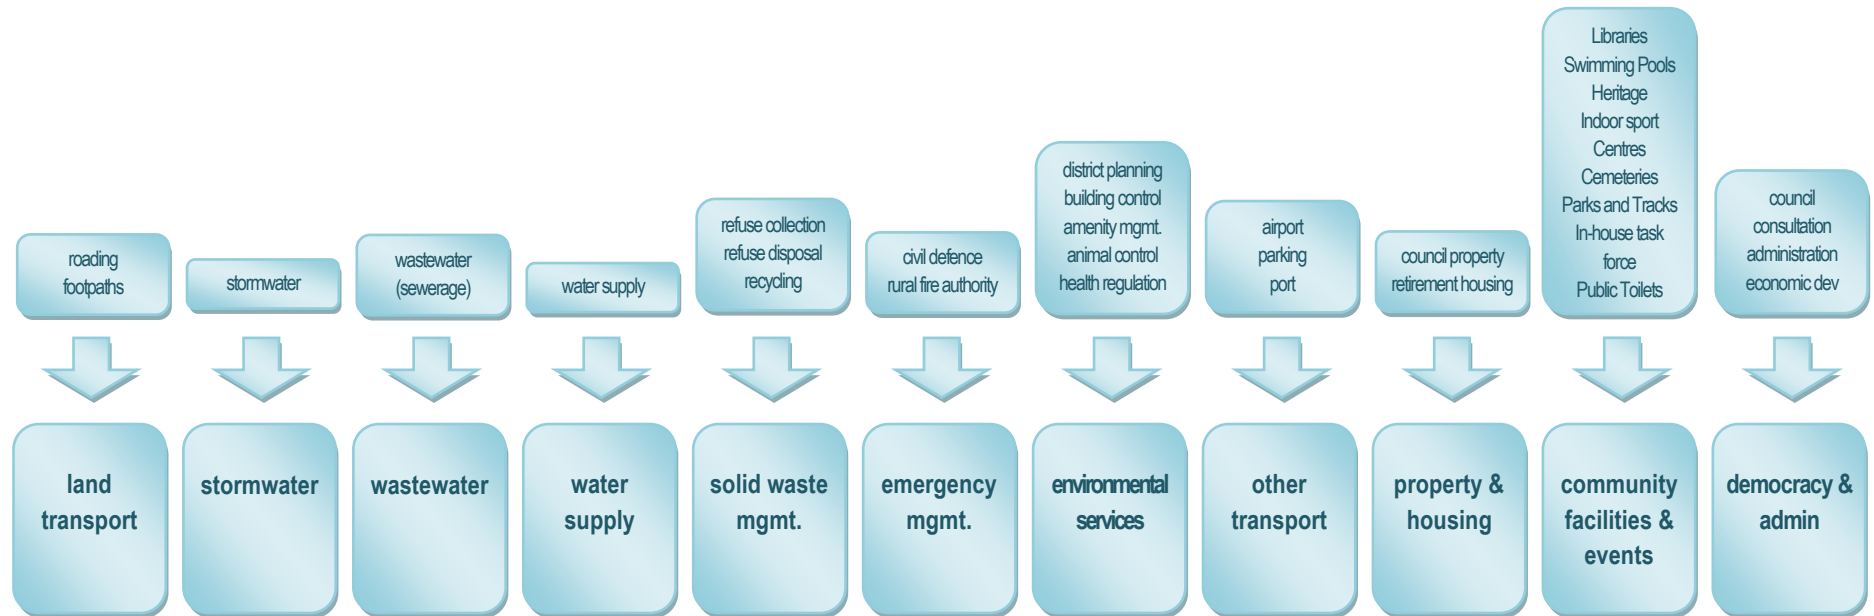 roading
footpaths
stormwater
wastewater
(sewerage)
water supply
refuse collection
refuse disposal
recycling
civil defence
rural fire authority
district planning
building control
amenity mgmt.
animal control
health regulation
airport
parking
port
council property
retirement housing
Libraries
Swimming Pools
Heritage
Indoor sport
Centres
Cemeteries
Parks and Tracks
In-house task
force
Public Toilets
council
consultation
administration
economic dev
land
transport
stormwater
wastewater
water
supply
solid waste
mgmt.
emergency
mgmt.
environmental
services
other
transport
property &
housing
community
facilities &
events
democracy &
admin